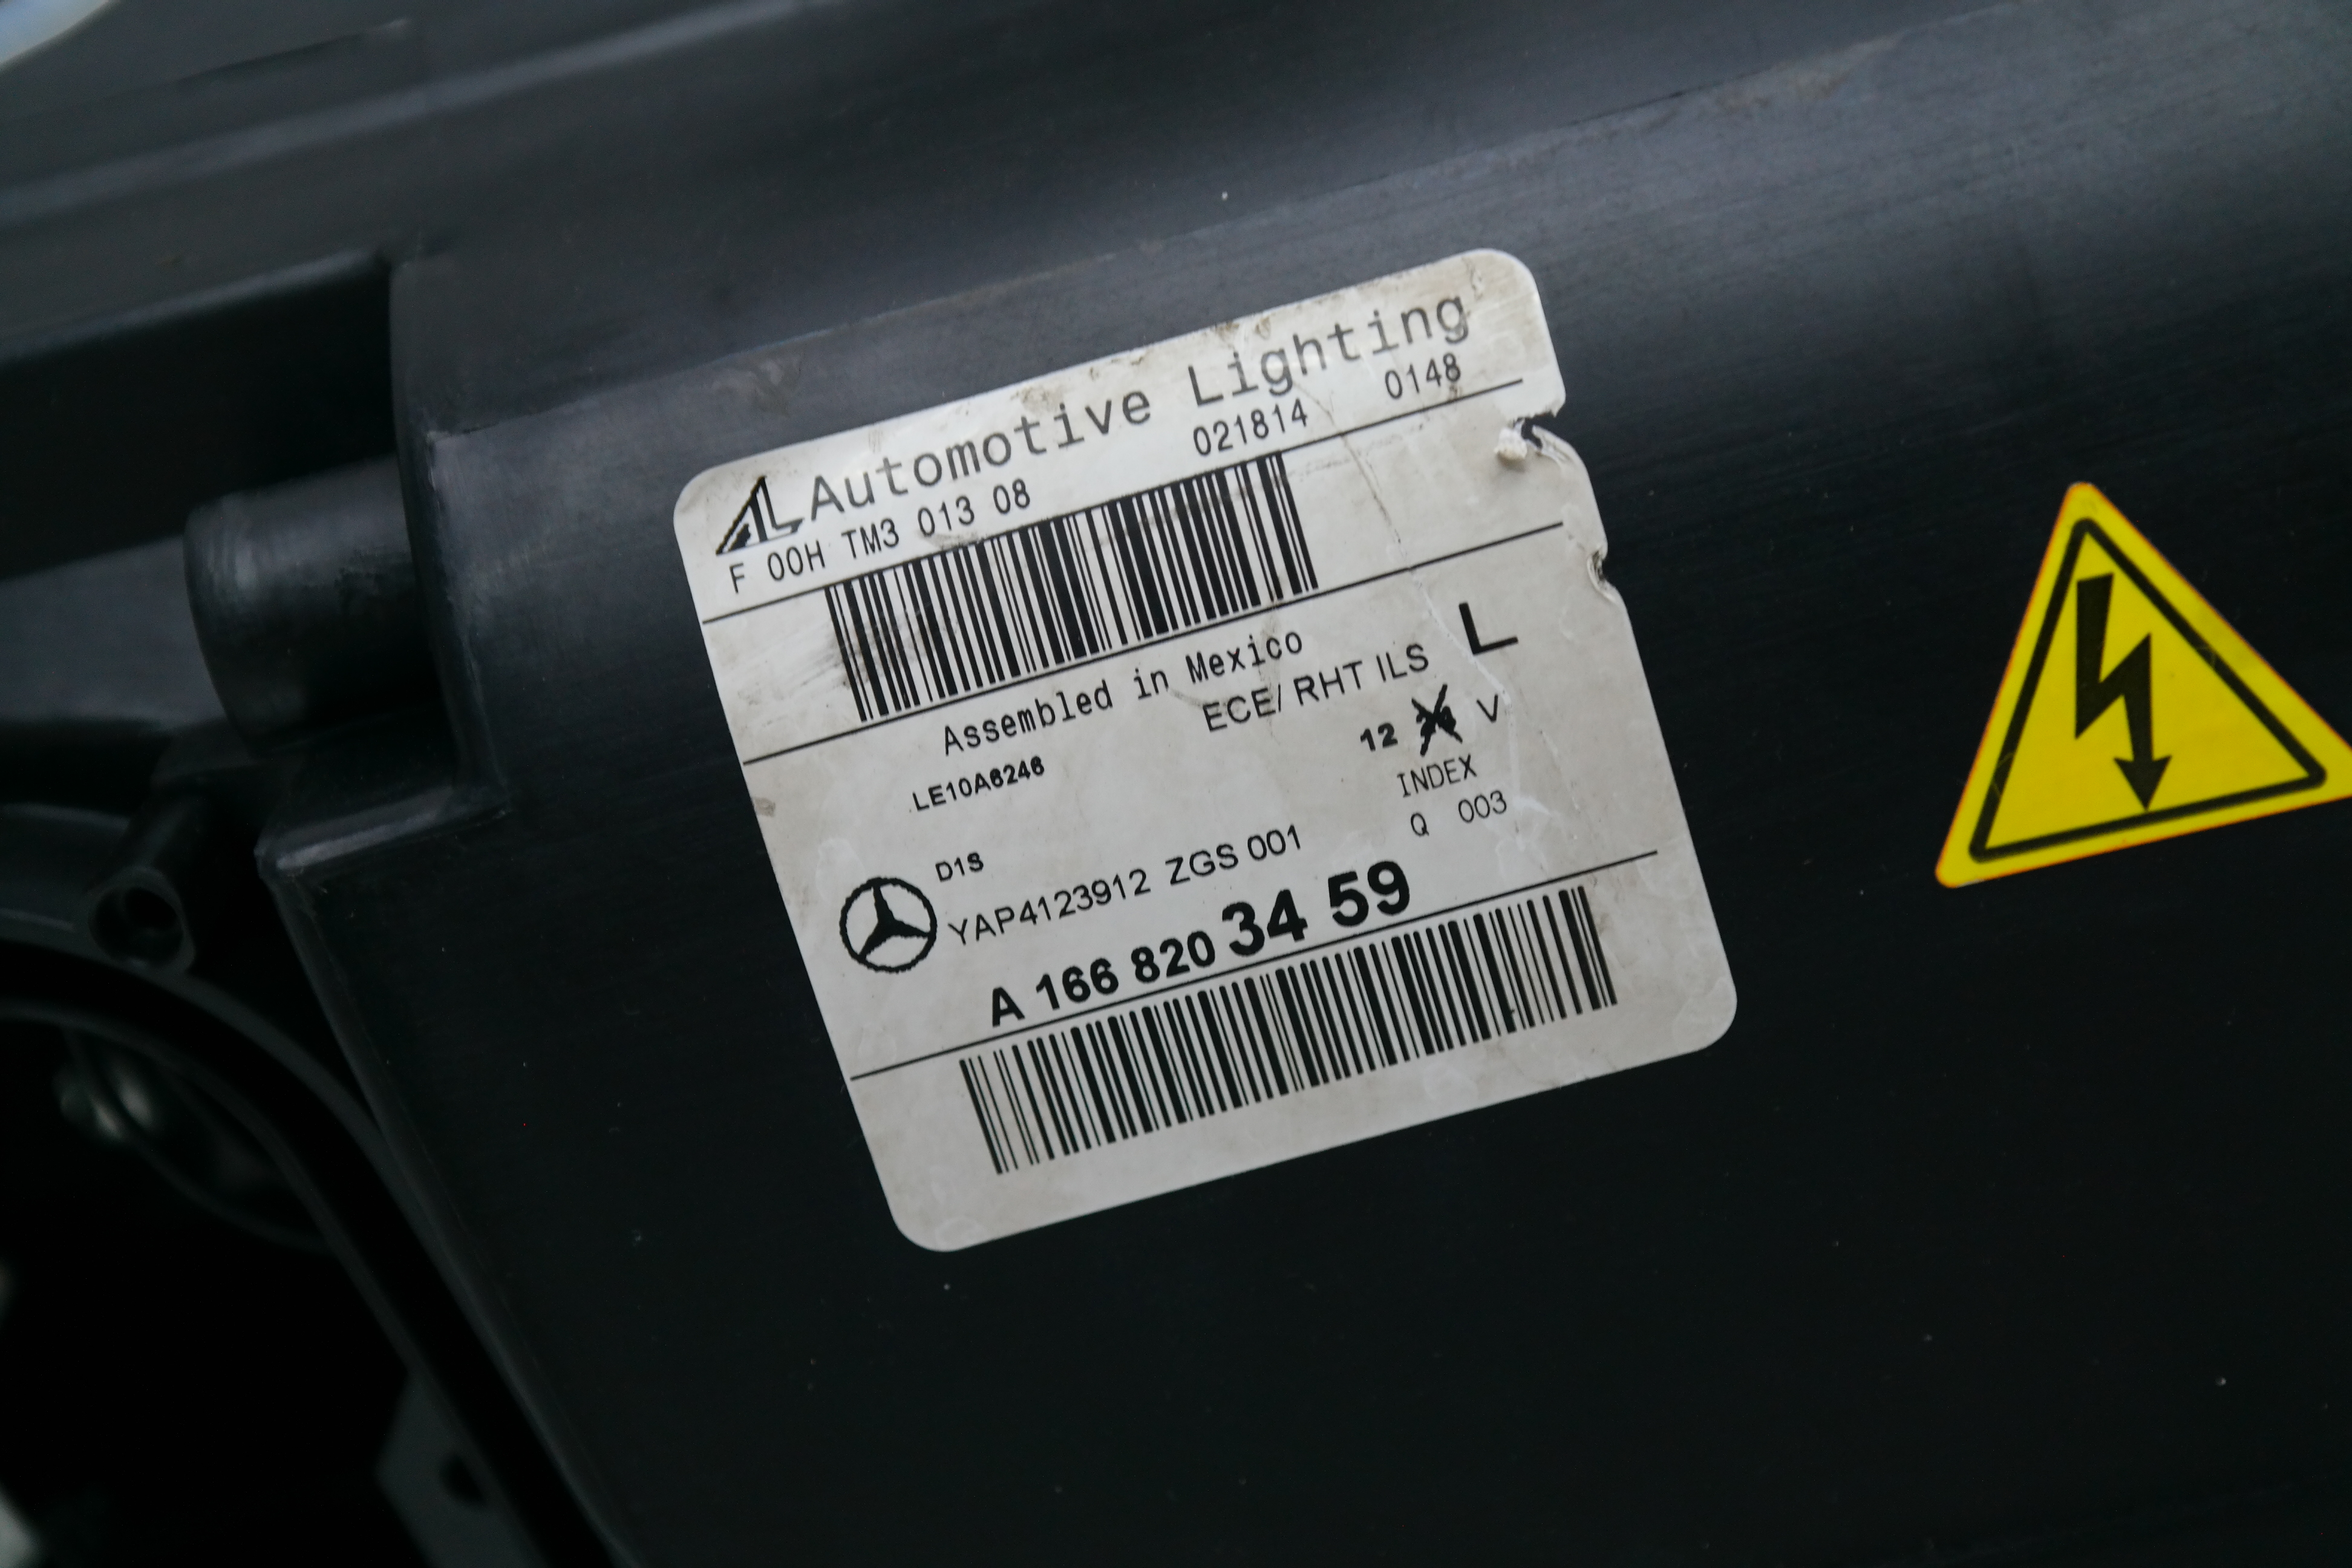 AL Automotive Lighting
F 00H TM3 013 08 021814 0148
Assembled in Mexico
ECE/ RHT ILS L
LE10A6246 12 V
INDEX
Q 003
D1S
YAP4123912 ZGS 001
A 166 820 34 59